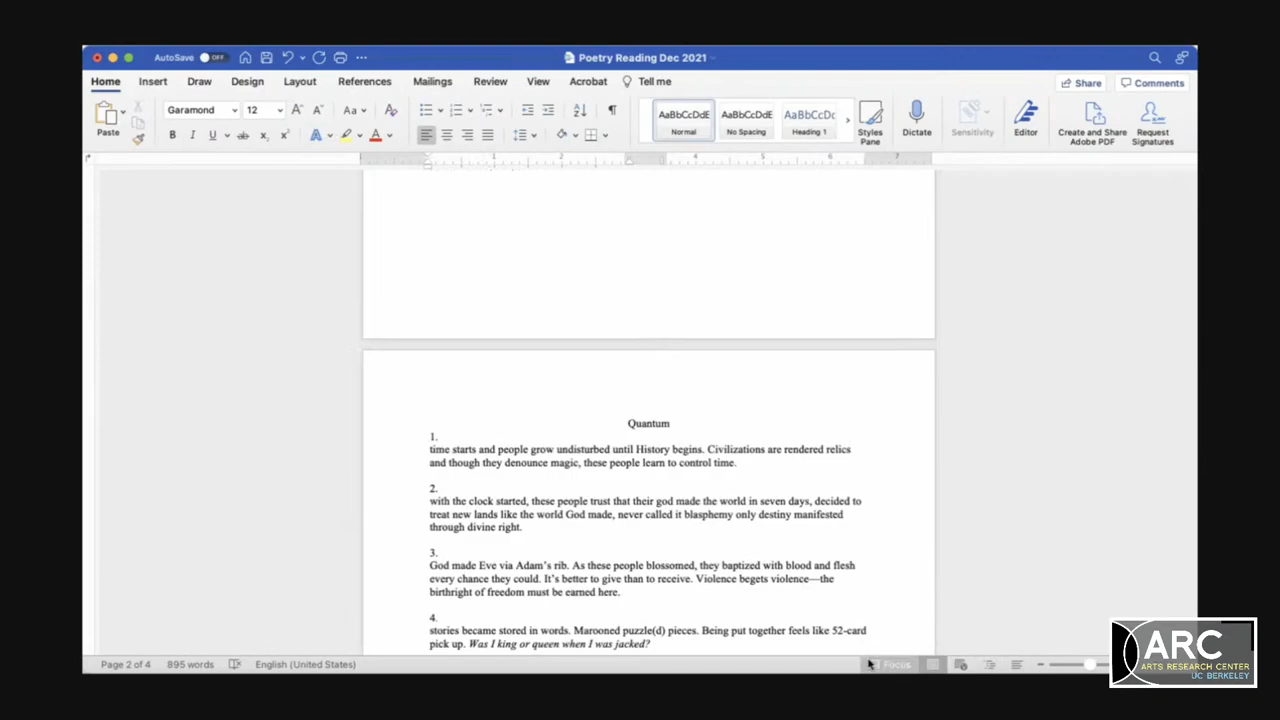 AutoSave OFF Poetry Reading Dec 2021
Home Insert Draw Design Layout References Mailings Review View Acrobat Tell me Share Comments
Paste Garamond 12 Aa AaBbCcDdE Normal AaBbCcDdE No Spacing AaBbCcDc Heading 1 Styles Pane Dictate Sensitivity Editor Create and Share Adobe PDF Request Signatures
1 2 4 5 6 7
Quantum
1.
time starts and people grow undisturbed until History begins. Civilizations are rendered relics
and though they denounce magic, these people learn to control time.
2.
with the clock started, these people trust that their god made the world in seven days, decided to
treat new lands like the world God made, never called it blasphemy only destiny manifested
through divine right.
3.
God made Eve via Adam's rib. As these people blossomed, they baptized with blood and flesh
every chance they could. It's better to give than to receive. Violence begets violence—the
birthright of freedom must be earned here.
4.
stories became stored in words. Marooned puzzle(d) pieces. Being put together feels like 52-card
pick up. Was I king or queen when I was jacked?
Page 2 of 4 895 words English (United States) Focus
ARC
ARTS RESEARCH CENTER
UC BERKELEY